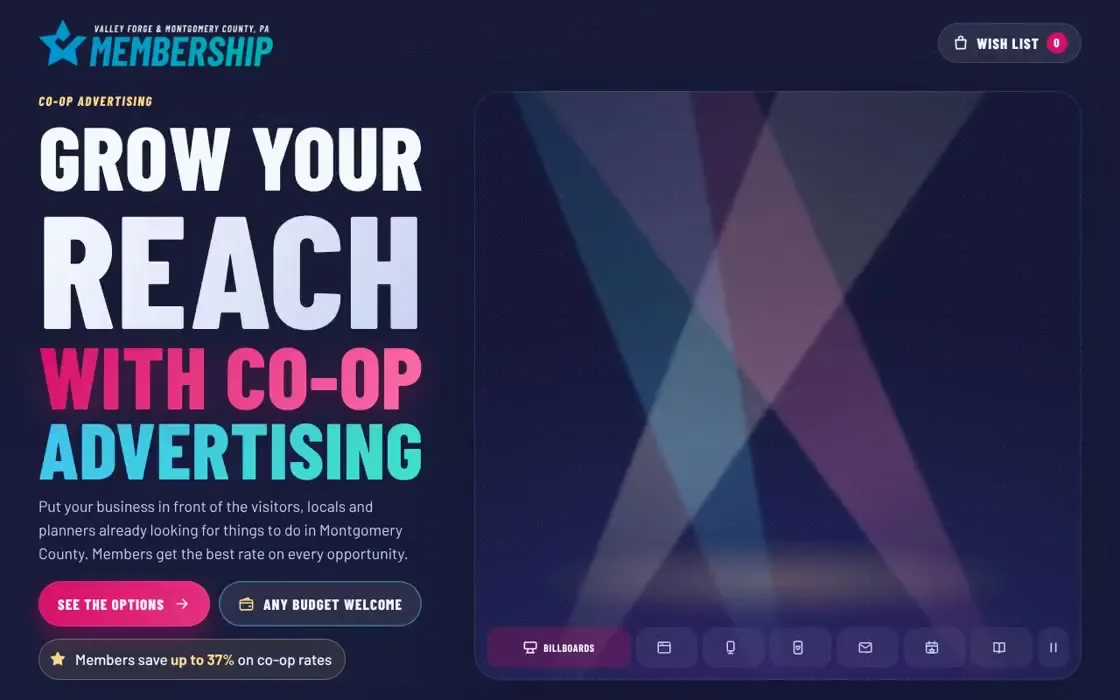 VALLEY FORGE & MONTGOMERY COUNTY, PA
MEMBERSHIP
WISH LIST 0
CO-OP ADVERTISING
GROW YOUR
REACH
WITH CO-OP
ADVERTISING
Put your business in front of the visitors, locals and
planners already looking for things to do in Montgomery
County. Members get the best rate on every opportunity.
SEE THE OPTIONS
ANY BUDGET WELCOME
Members save up to 37% on co-op rates
BILLBOARDS